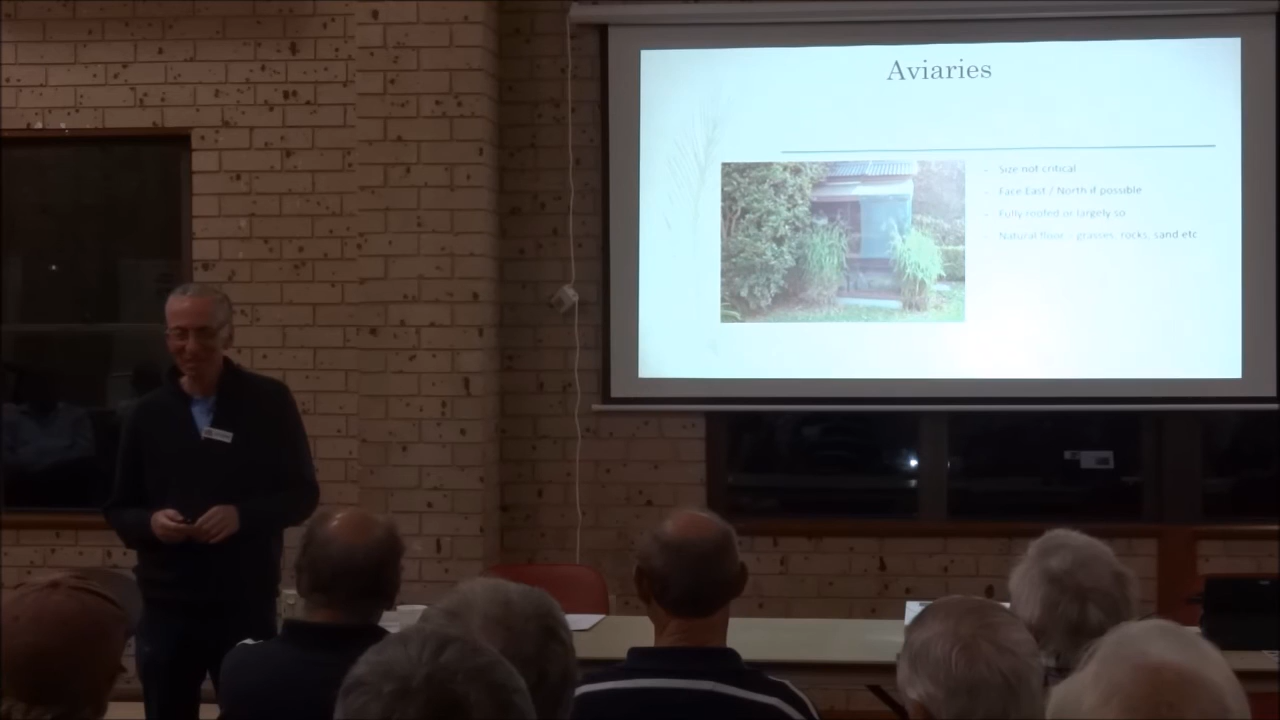 Aviaries
- Size not critical
- Face East / North if possible
- Fully roofed or largely so
- Natural floor – grasses, rocks, sand etc